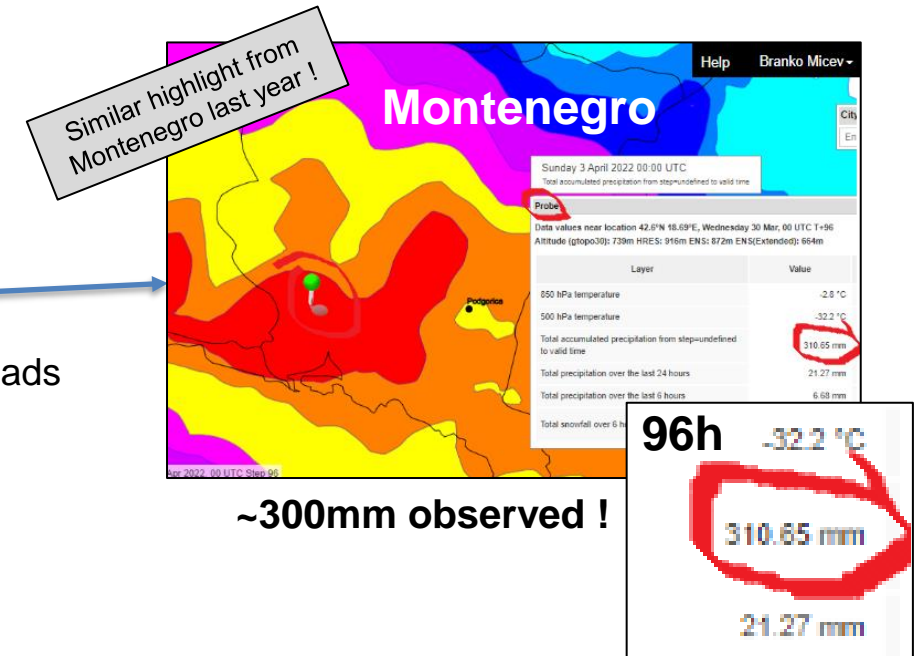 Similar highlight from
Montenegro last year !
Help Branko Micev
Montenegro
City
En
Sunday 3 April 2022 00:00 UTC
Total accumulated precipitation from step=undefined to valid time
Probe
Data values near location 42.6°N 18.69°E, Wednesday 30 Mar, 00 UTC T+96
Altitude (gtopo30): 739m HRES: 916m ENS: 872m ENS(Extended): 664m
Layer Value
850 hPa temperature -2.8 °C
500 hPa temperature -32.2 °C
Total accumulated precipitation from step=undefined
to valid time 310.65 mm
Total precipitation over the last 24 hours 21.27 mm
Total precipitation over the last 6 hours 6.68 mm
Total snowfall over 6 h
Podgorica
ads
Apr 2022, 00 UTC Step 96
~300mm observed !
96h -32.2 °C
310.65 mm
21.27 mm